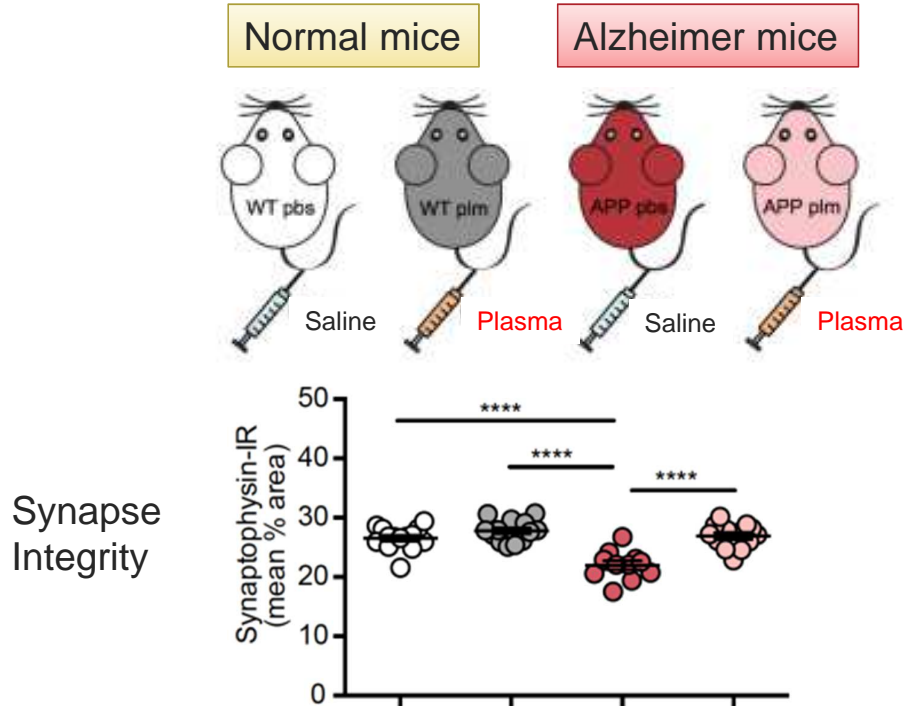 Normal mice
Alzheimer mice
WT pbs
WT plm
APP pbs
APP plm
Saline
Plasma
Saline
Plasma
Synapse
Integrity
Synaptophysin-IR
(mean % area)
50
40
30
20
10
0
****
****
****